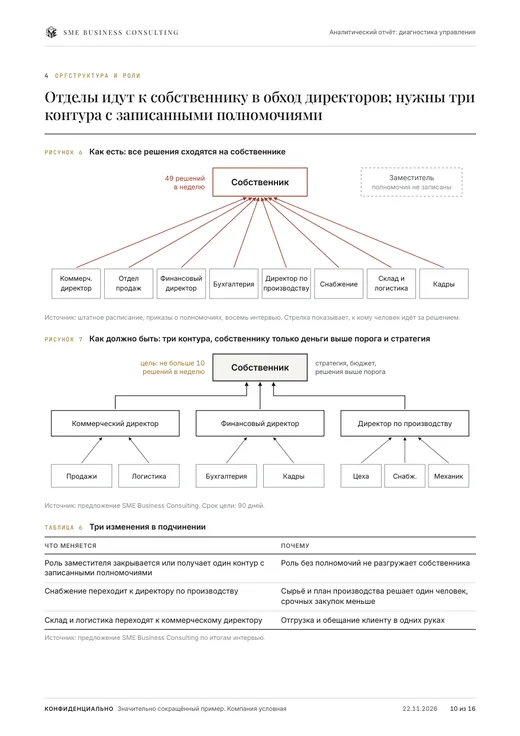 SME BUSINESS CONSULTING
Аналитический отчёт: диагностика управления
4 ОРГСТРУКТУРА И РОЛИ
Отделы идут к собственнику в обход директоров; нужны три
контура с записанными полномочиями
РИСУНОК 6 Как есть: все решения сходятся на собственнике
49 решений
в неделю
Собственник
Заместитель
полномочия не записаны
Коммерч.
директор
Отдел
продаж
Финансовый
директор
Бухгалтерия
Директор по
производству
Снабжение
Склад и
логистика
Кадры
Источник: штатное расписание, приказы о полномочиях, восемь интервью. Стрелка показывает, к кому человек идёт за решением.
РИСУНОК 7 Как должно быть: три контура, собственнику только деньги выше порога и стратегия
цель: не больше 10
решений в неделю
Собственник
стратегия, бюджет,
решения выше порога
Коммерческий директор
Финансовый директор
Директор по производству
Продажи
Логистика
Бухгалтерия
Кадры
Цеха
Снабж.
Механик
Источник: предложение SME Business Consulting. Срок цели: 90 дней.
ТАБЛИЦА 6 Три изменения в подчинении
ЧТО МЕНЯЕТСЯ
ПОЧЕМУ
Роль заместителя закрывается или получает один контур с
записанными полномочиями
Роль без полномочий не разгружает собственника
Снабжение переходит к директору по производству
Сырьё и план производства решает один человек,
срочных закупок меньше
Склад и логистика переходят к коммерческому директору
Отгрузка и обещание клиенту в одних руках
Источник: предложение SME Business Consulting по итогам интервью.
КОНФИДЕНЦИАЛЬНО Значительно сокращённый пример. Компания условная
22.11.2026 10 из 16